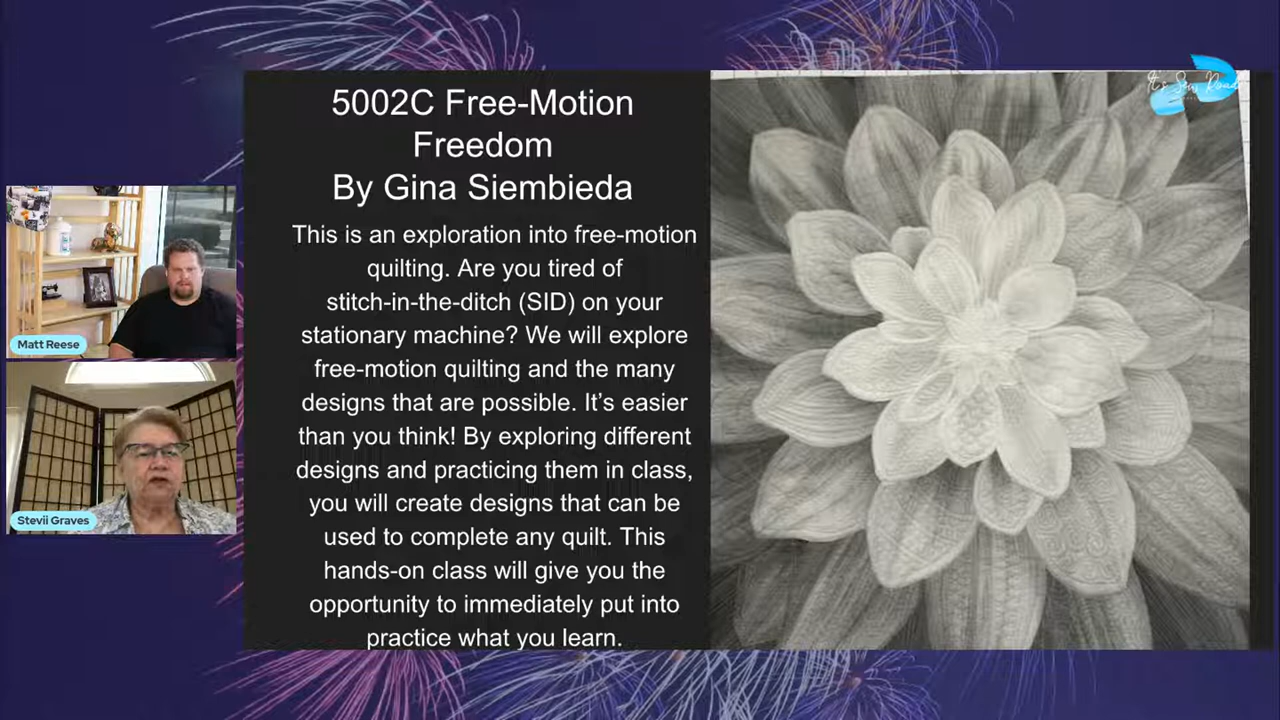 5002C Free-Motion
Freedom
By Gina Siembieda
This is an exploration into free-motion
quilting. Are you tired of
stitch-in-the-ditch (SID) on your
stationary machine? We will explore
free-motion quilting and the many
designs that are possible. It’s easier
than you think! By exploring different
designs and practicing them in class,
you will create designs that can be
used to complete any quilt. This
hands-on class will give you the
opportunity to immediately put into
practice what you learn.
It's Sew
Matt Reese
Stevii Graves